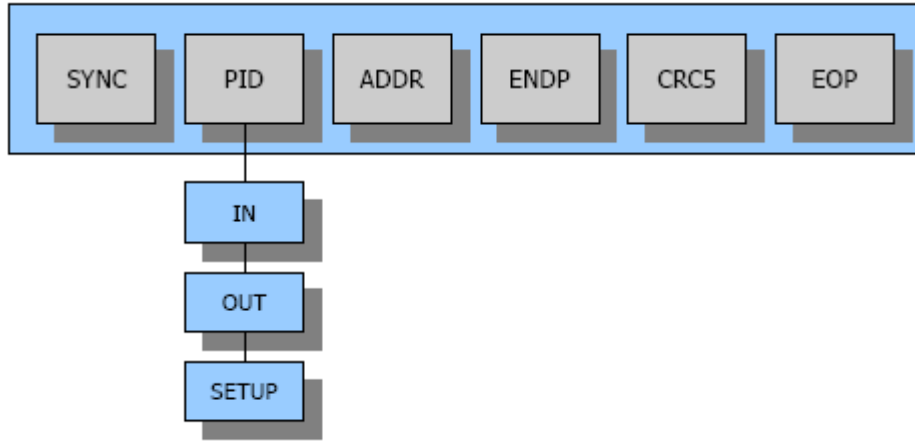 SYNC PID ADDR ENDP CRC5 EOP
IN
OUT
SETUP